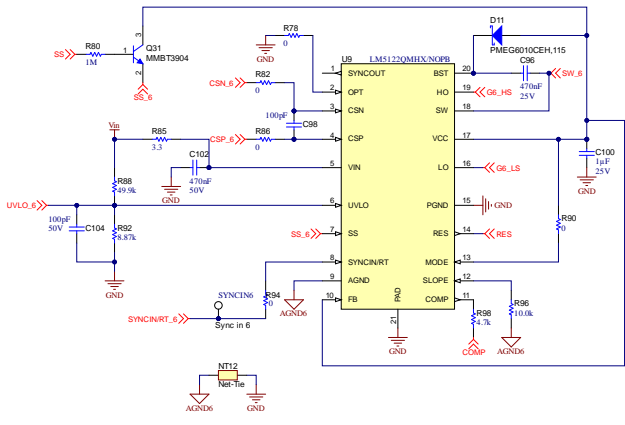 D11
PMEG6010CEH,115
R78
0
GND
3
Q31
MMBT3904
SS
R80
1M
1
2
SS_6
U9
LM5122QMHX/NOPB
C96
470nF
25V
SW_6
1
SYNCOUT
BST
20
CSN_6
R82
0
2
OPT
HO
19
G6_HS
3
CSN
SW
18
100pF
C98
CSP_6
R86
0
4
CSP
VCC
17
Vin
R85
3.3
C102
470nF
50V
GND
5
VIN
LO
16
G6_LS
C100
1µF
25V
GND
R88
49.9k
UVLO_6
6
UVLO
PGND
15
GND
100pF
50V
C104
R92
8.87k
GND
SS_6
7
SS
RES
14
RES
R90
0
8
SYNCIN/RT
MODE
13
9
AGND
SLOPE
12
10
FB
COMP
11
PAD
21
GND
R94
0
AGND6
SYNCIN6
SYNCIN/RT_6
Sync in 6
R98
4.7k
COMP
R96
10.0k
AGND6
NT12
Net-Tie
AGND6
GND